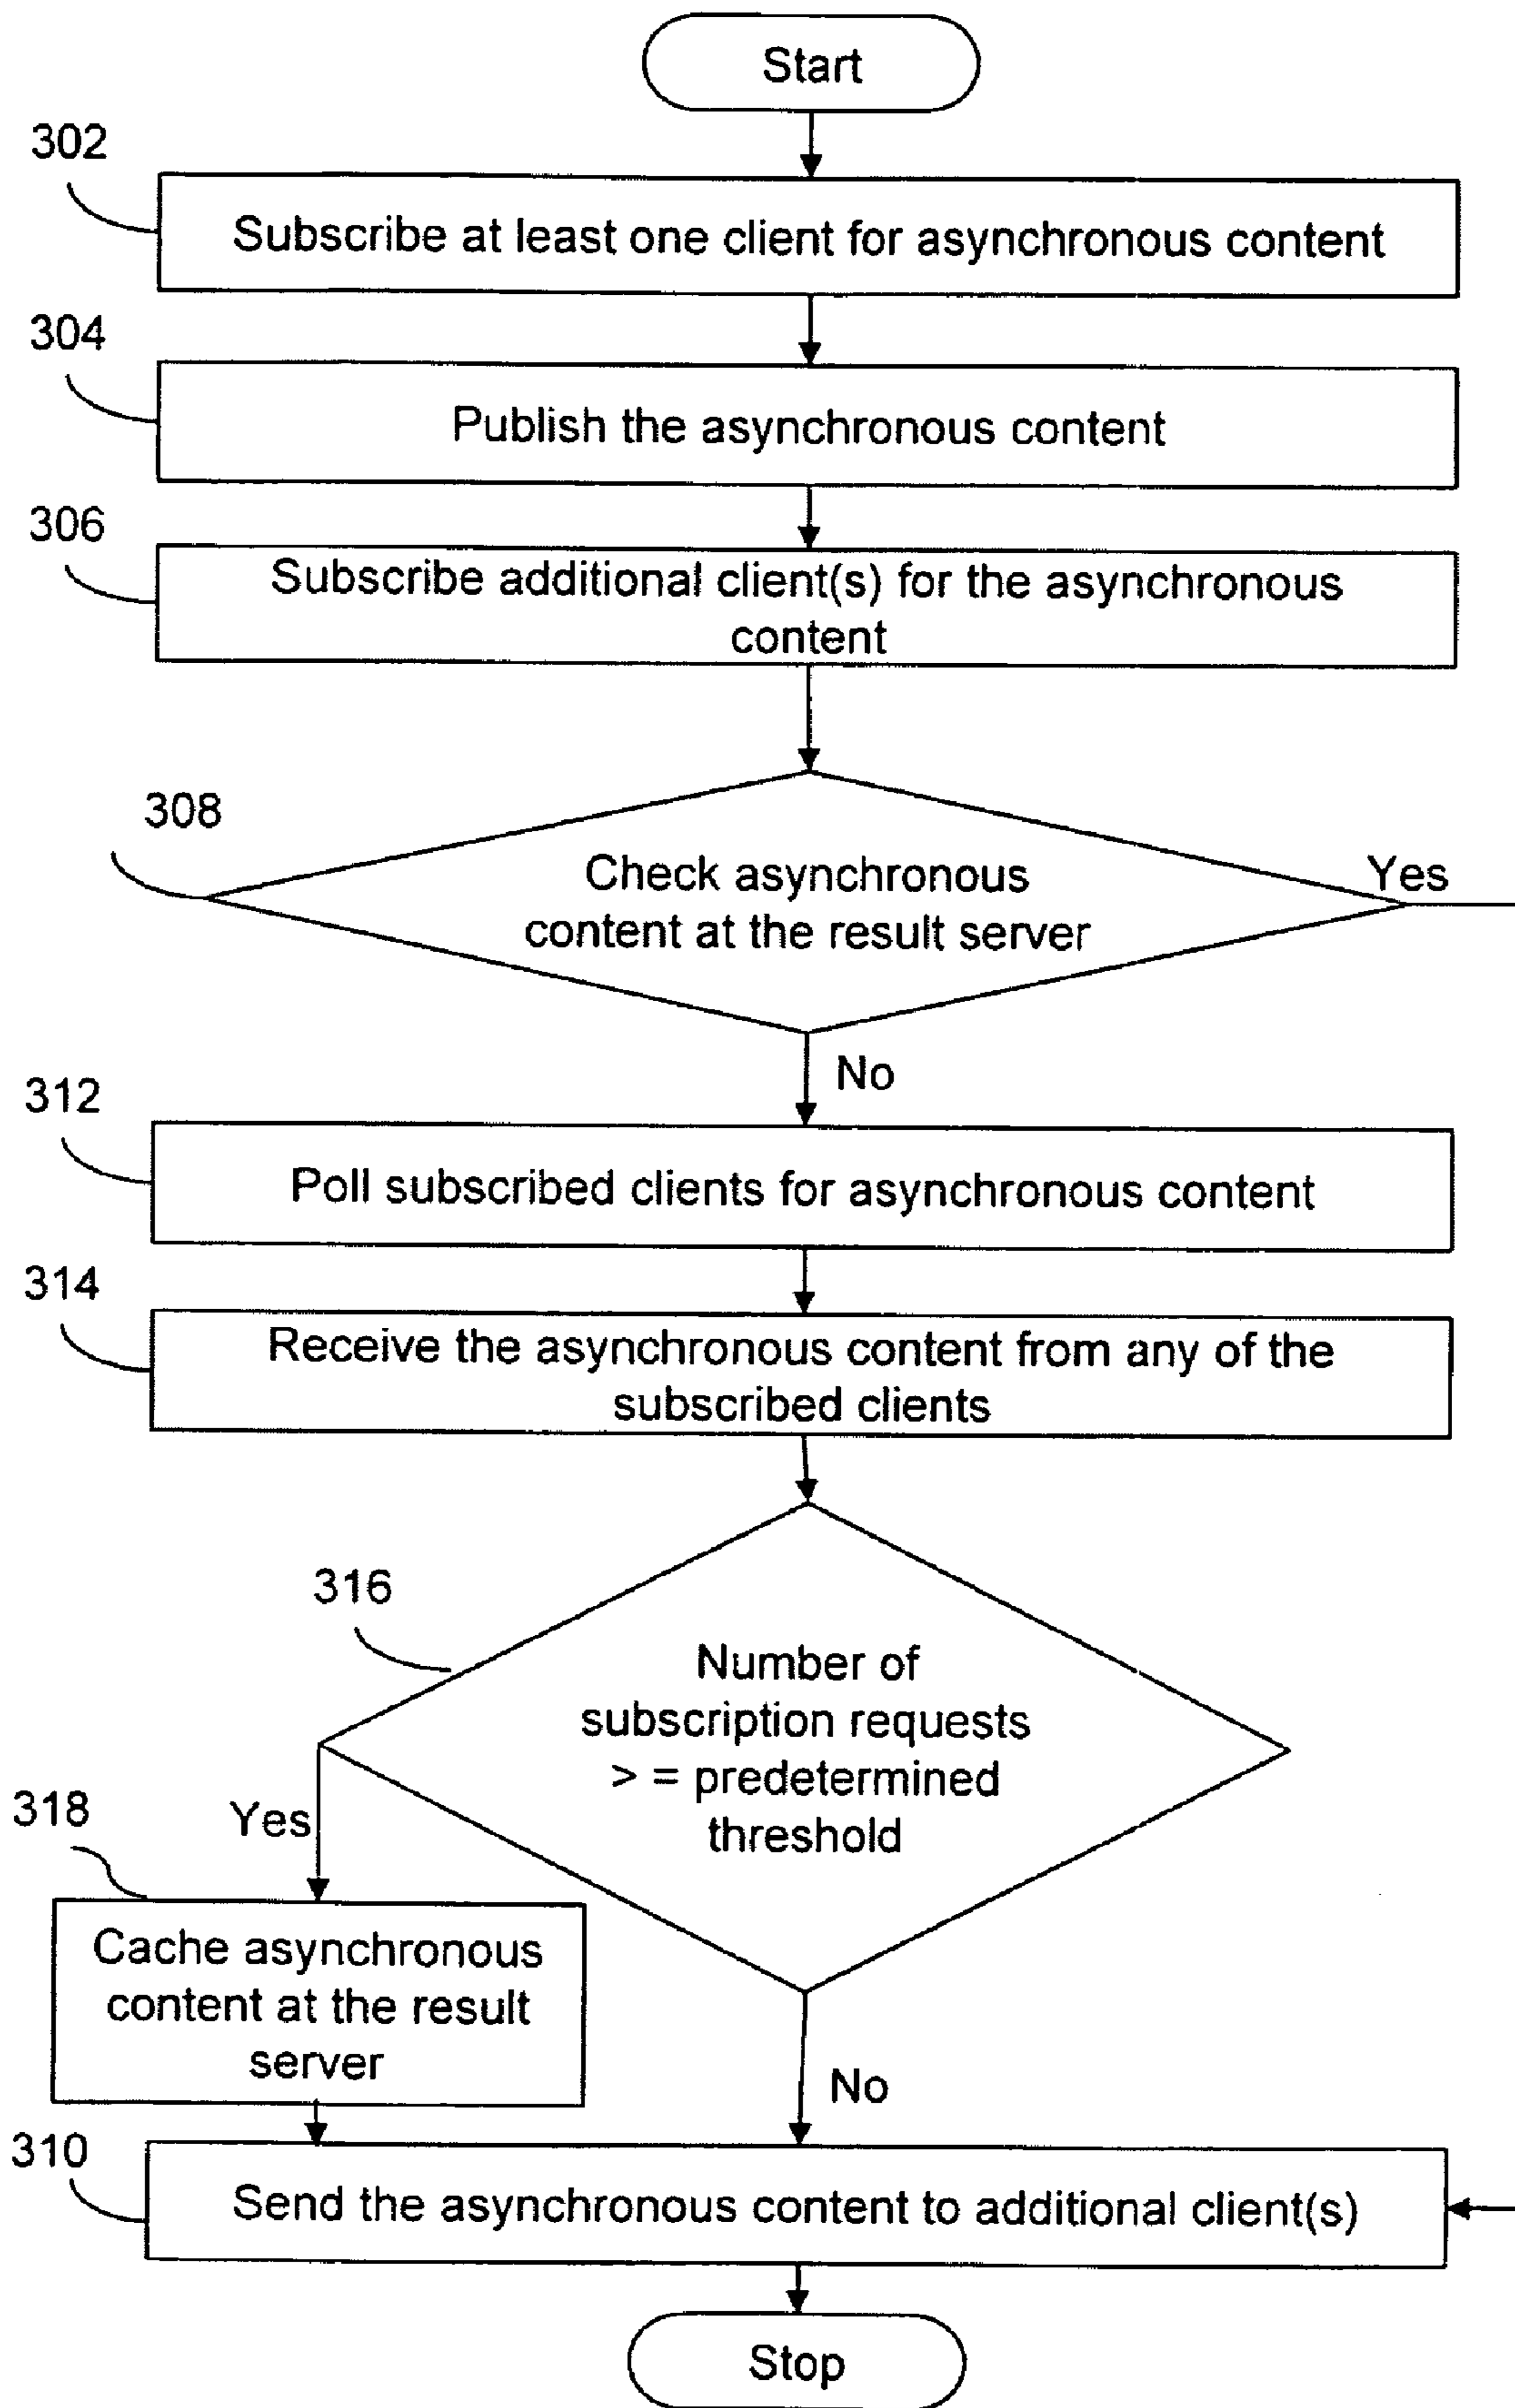 Start
302
Subscribe at least one client for asynchronous content
304
Publish the asynchronous content
306
Subscribe additional client(s) for the asynchronous
content
308
Check asynchronous
content at the result server
Yes
No
312
Poll subscribed clients for asynchronous content
314
Receive the asynchronous content from any of the
subscribed clients
316
Number of
subscription requests
> = predetermined
threshold
318
Yes
Cache asynchronous
content at the result
server
No
310
Send the asynchronous content to additional client(s)
Stop